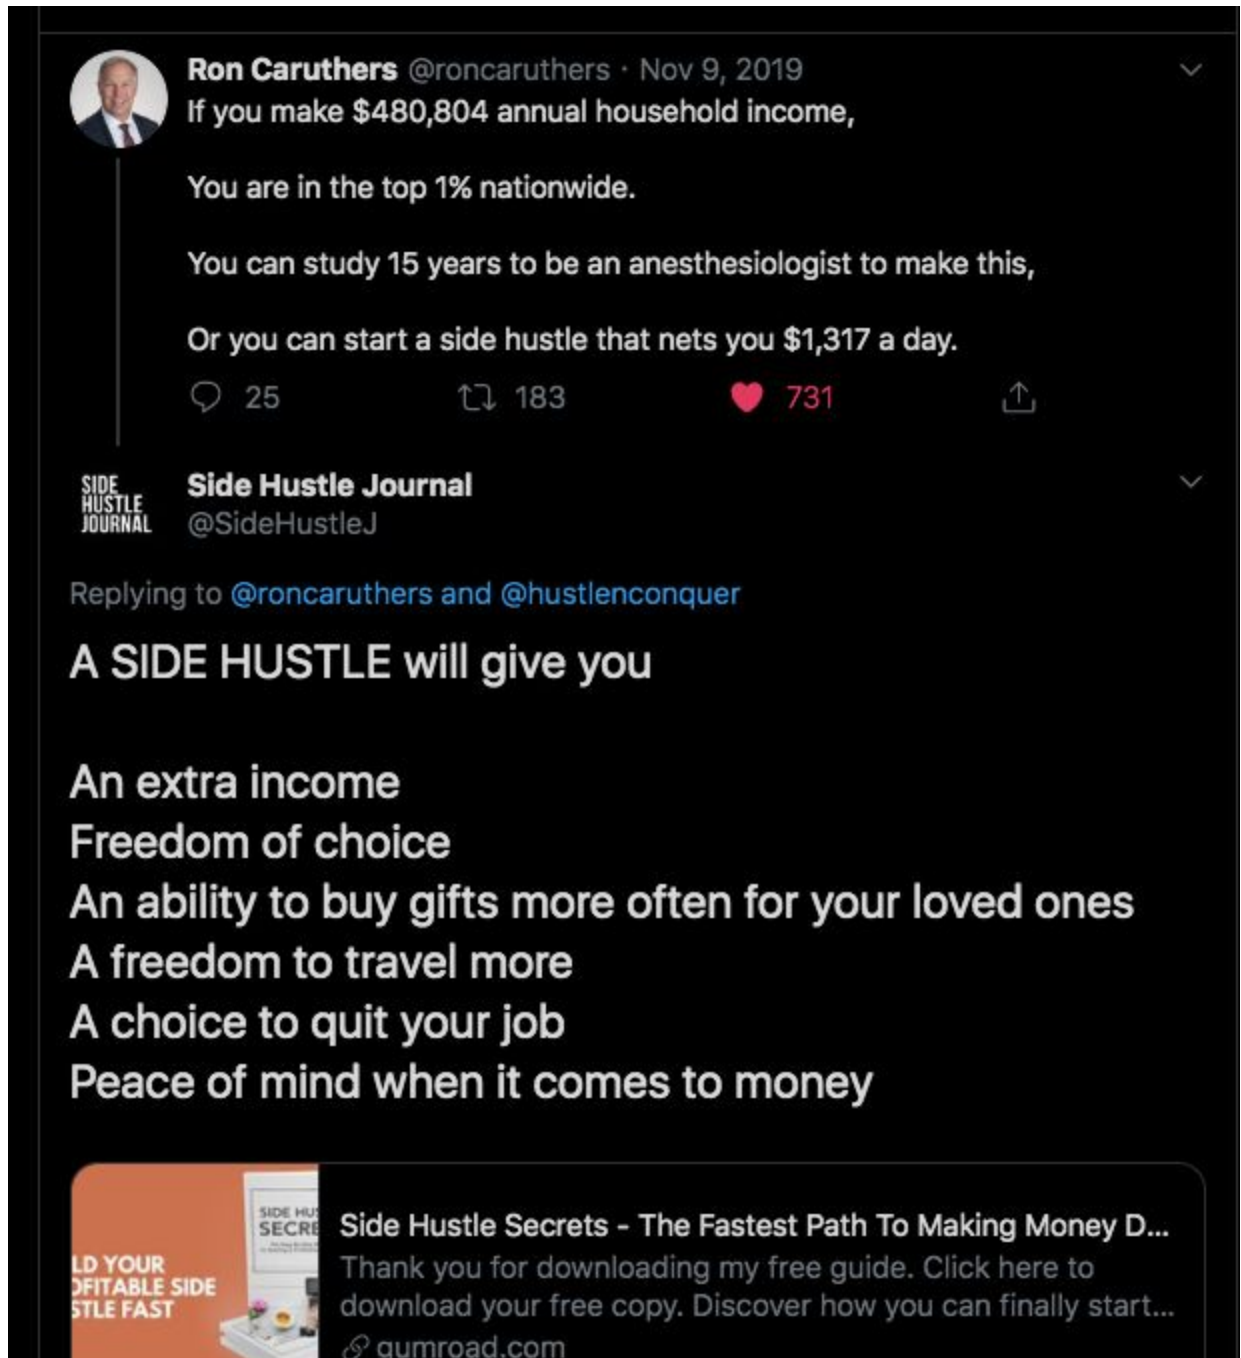 Ron Caruthers @roncaruthers · Nov 9, 2019
If you make $480,804 annual household income,
You are in the top 1% nationwide.
You can study 15 years to be an anesthesiologist to make this,
Or you can start a side hustle that nets you $1,317 a day.
25 183 731
SIDE
HUSTLE
JOURNAL
Side Hustle Journal
@SideHustleJ
Replying to @roncaruthers and @hustlenconquer
A SIDE HUSTLE will give you
An extra income
Freedom of choice
An ability to buy gifts more often for your loved ones
A freedom to travel more
A choice to quit your job
Peace of mind when it comes to money
LD YOUR
OFITABLE SIDE
STLE FAST
SIDE HUS
SECRE
Side Hustle Secrets - The Fastest Path To Making Money D...
Thank you for downloading my free guide. Click here to
download your free copy. Discover how you can finally start...
gumroad.com